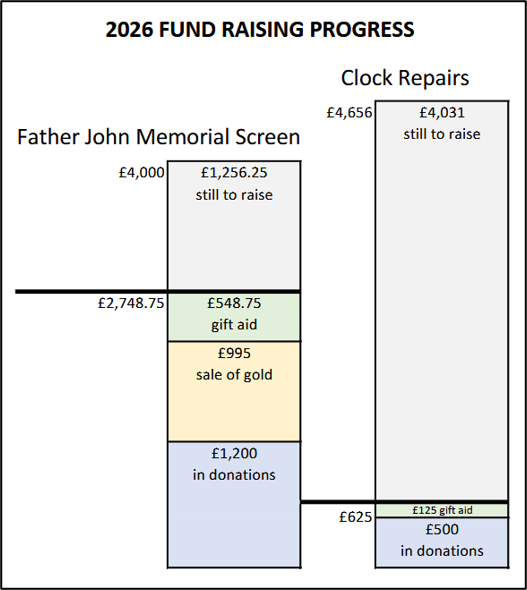 2026 FUND RAISING PROGRESS
Clock Repairs
£4,656
£4,031
still to raise
Father John Memorial Screen
£4,000
£1,256.25
still to raise
£2,748.75
£548.75
gift aid
£995
sale of gold
£1,200
in donations
£125 gift aid
£625
£500
in donations